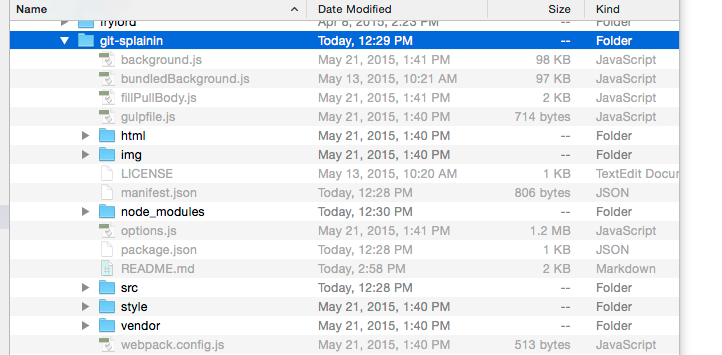 Name Date Modified Size Kind
frylord Apr 8, 2015, 2:23 PM -- Folder
git-splainin Today, 12:29 PM -- Folder
background.js May 21, 2015, 1:41 PM 98 KB JavaScript
bundledBackground.js May 13, 2015, 10:21 AM 97 KB JavaScript
fillPullBody.js May 21, 2015, 1:41 PM 2 KB JavaScript
gulpfile.js May 21, 2015, 1:40 PM 714 bytes JavaScript
html May 21, 2015, 1:40 PM -- Folder
img May 21, 2015, 1:40 PM -- Folder
LICENSE May 13, 2015, 10:20 AM 1 KB TextEdit Docu
manifest.json Today, 12:28 PM 806 bytes JSON
node_modules Today, 12:30 PM -- Folder
options.js May 21, 2015, 1:41 PM 1.2 MB JavaScript
package.json Today, 12:28 PM 1 KB JSON
README.md Today, 2:58 PM 2 KB Markdown
src Today, 12:28 PM -- Folder
style May 21, 2015, 1:40 PM -- Folder
vendor May 21, 2015, 1:40 PM -- Folder
webpack.config.js May 21, 2015, 1:40 PM 513 bytes JavaScript